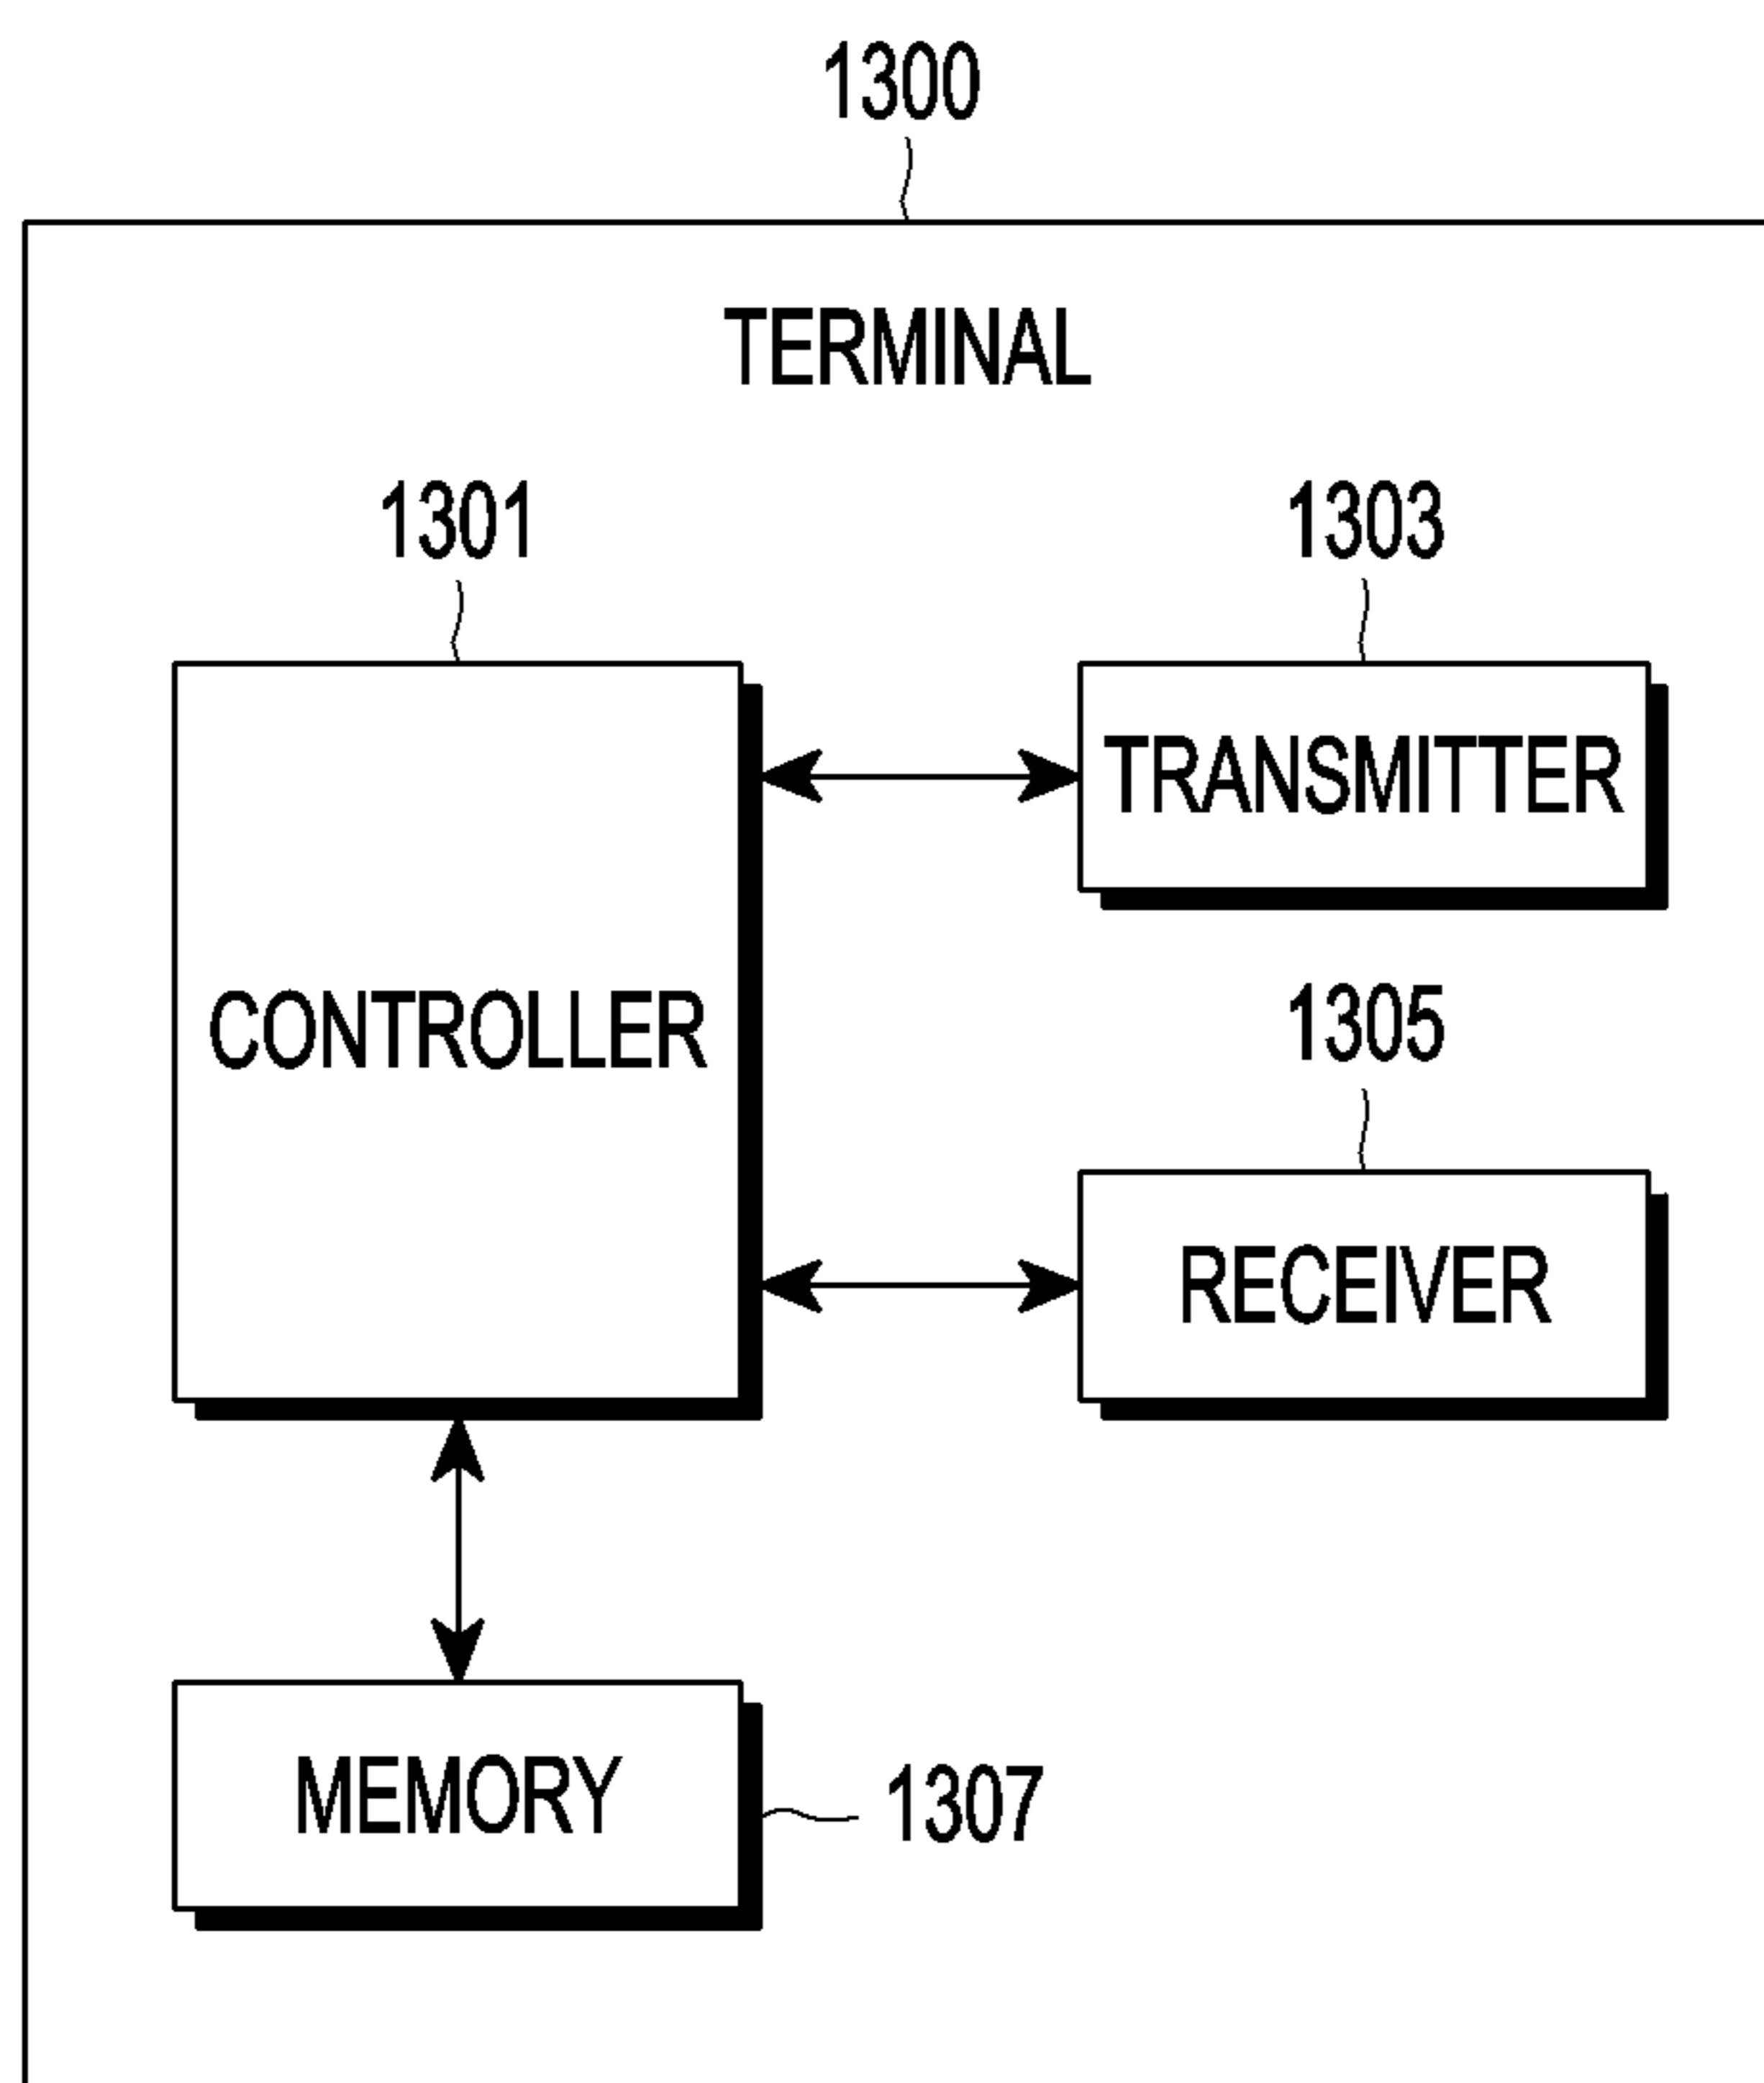 1300
TERMINAL
1301
1303
TRANSMITTER
CONTROLLER
1305
RECEIVER
MEMORY
1307